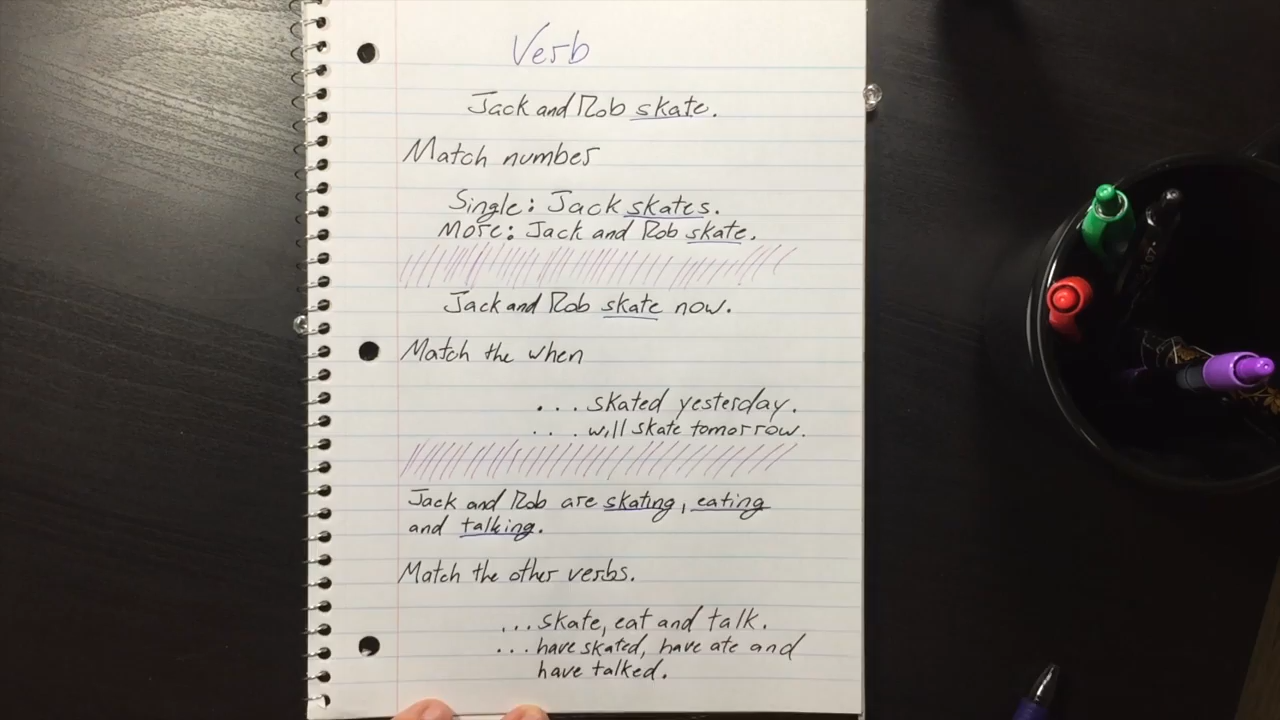 Verb
Jack and Rob skate.
Match number
Single: Jack skates.
More: Jack and Rob skate.
Jack and Rob skate now.
Match the when
... skated yesterday.
... will skate tomorrow.
Jack and Rob are skating, eating
and talking.
Match the other verbs.
... skate, eat and talk.
... have skated, have ate and
have talked.